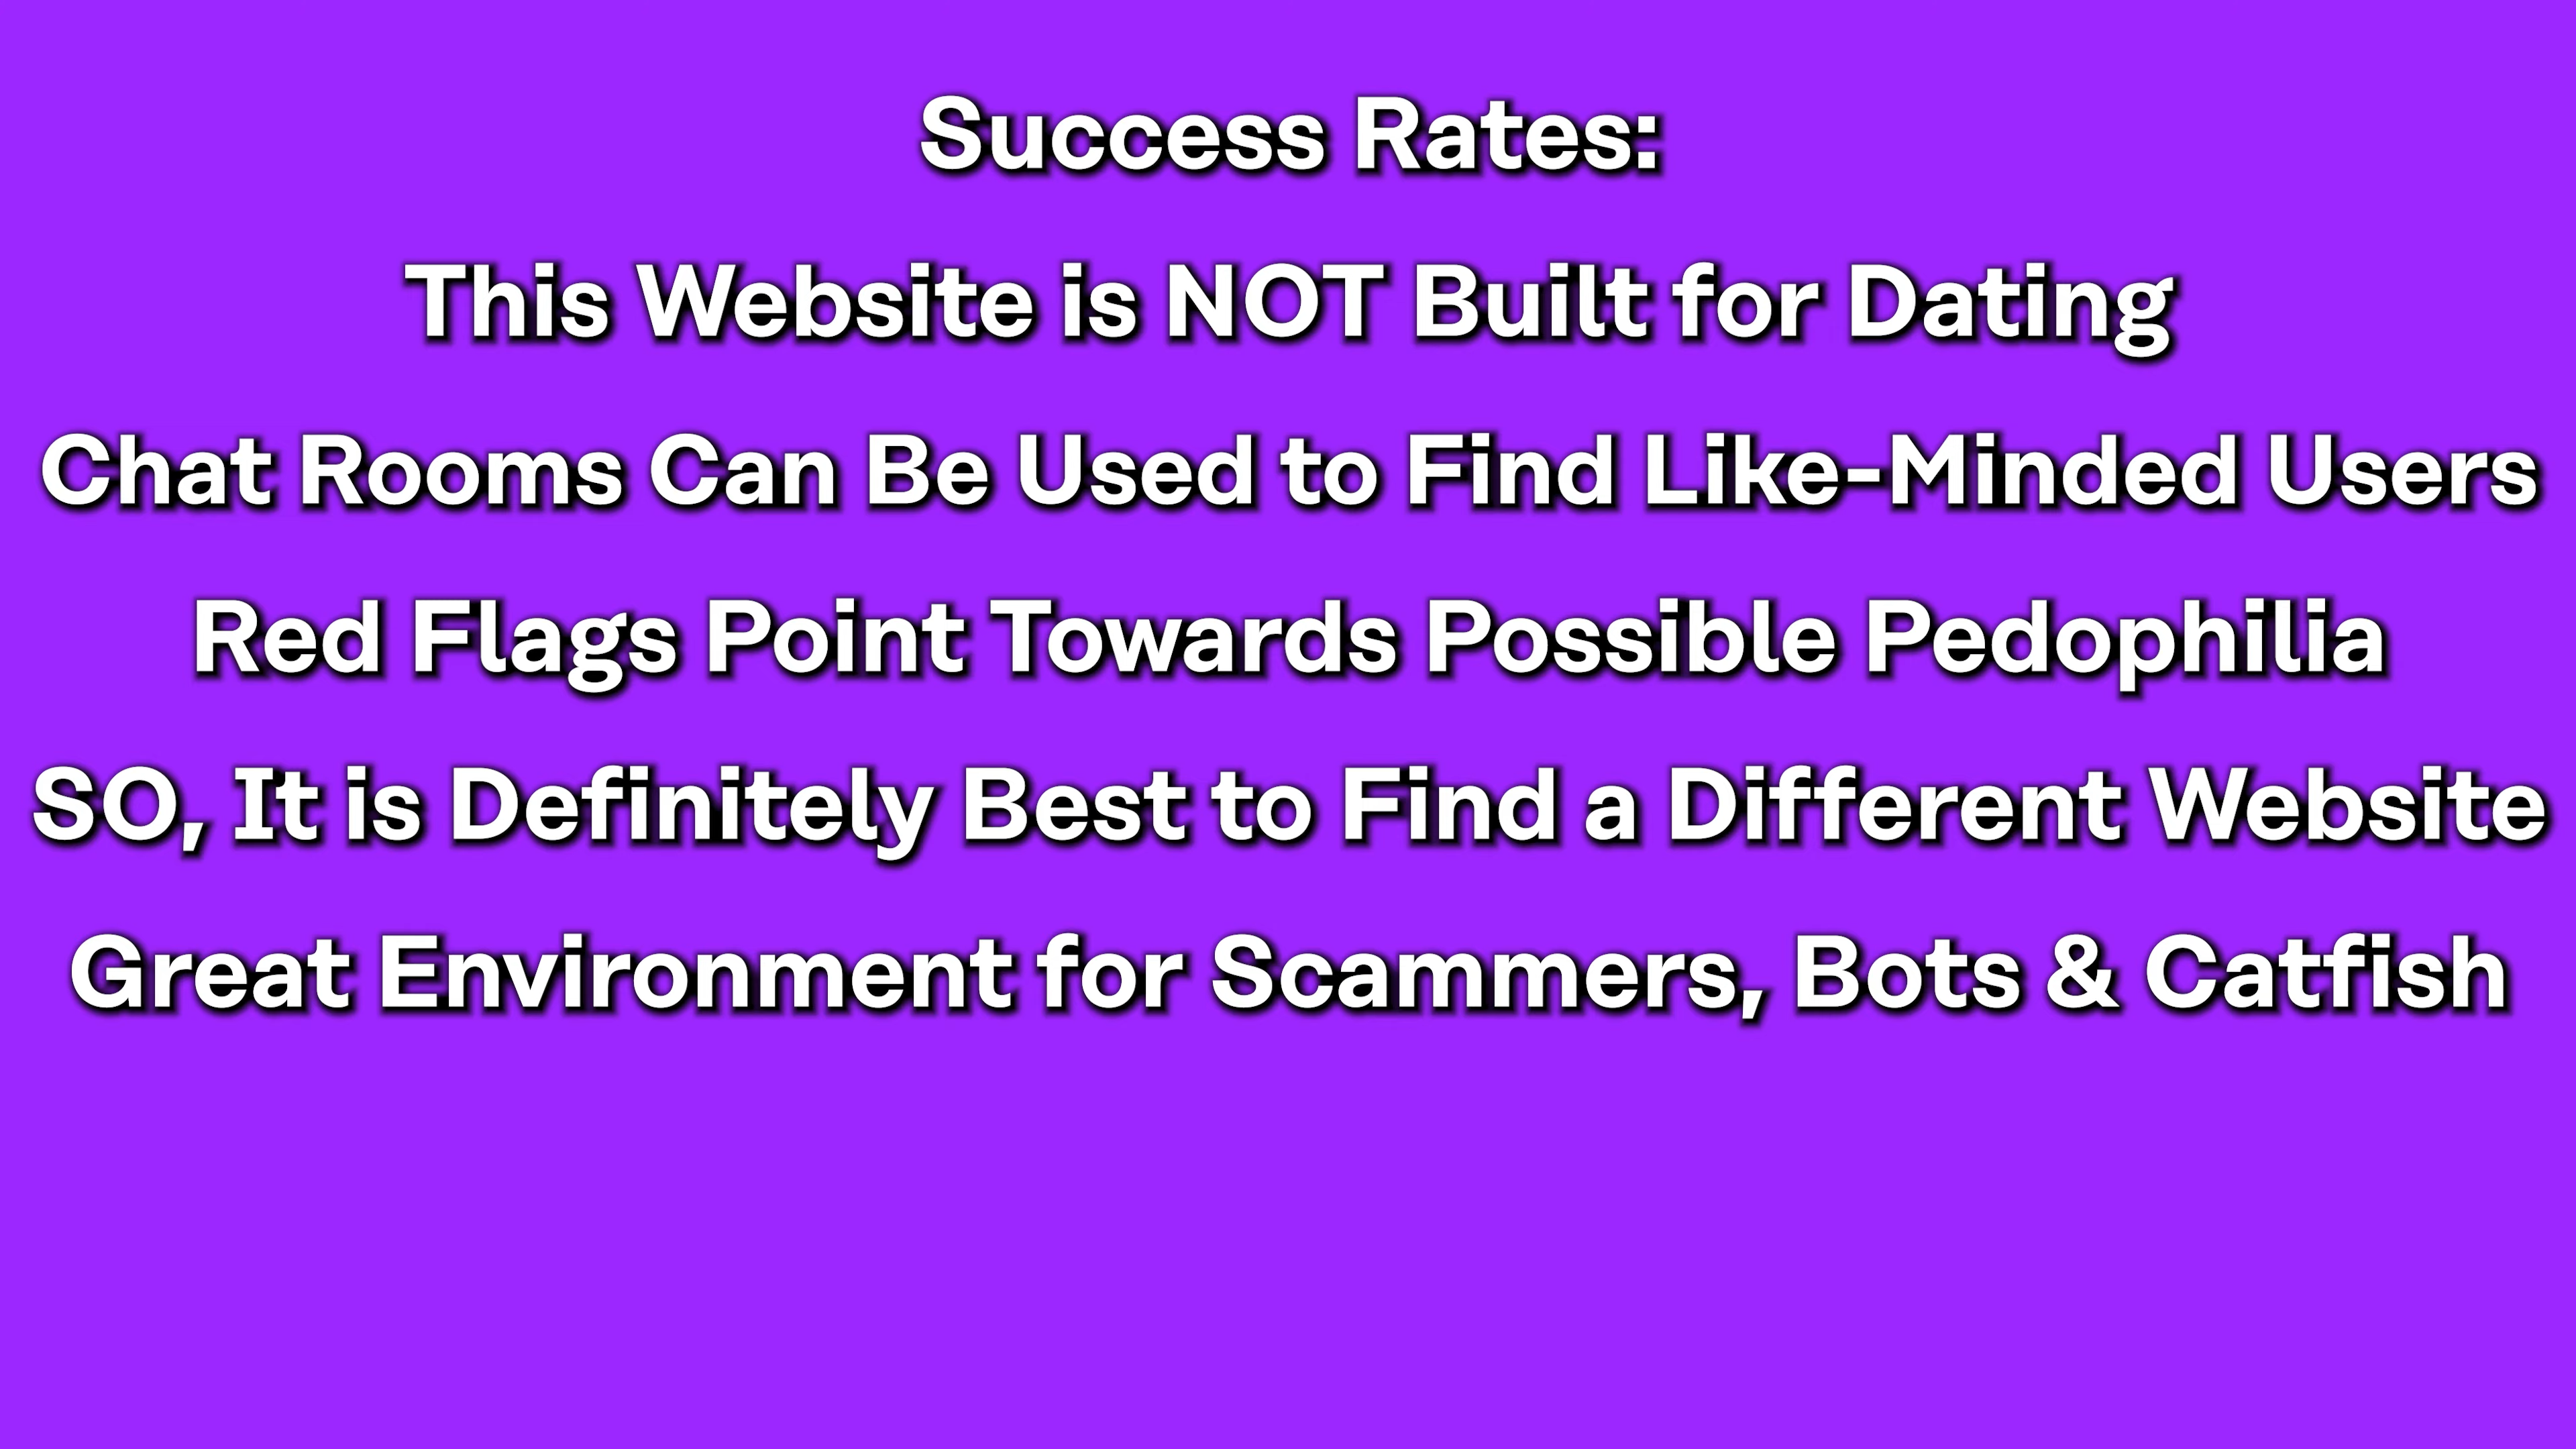 Success Rates:
This Website is NOT Built for Dating
Chat Rooms Can Be Used to Find Like-Minded Users
Red Flags Point Towards Possible Pedophilia
SO, It is Definitely Best to Find a Different Website
Great Environment for Scammers, Bots & Catfish